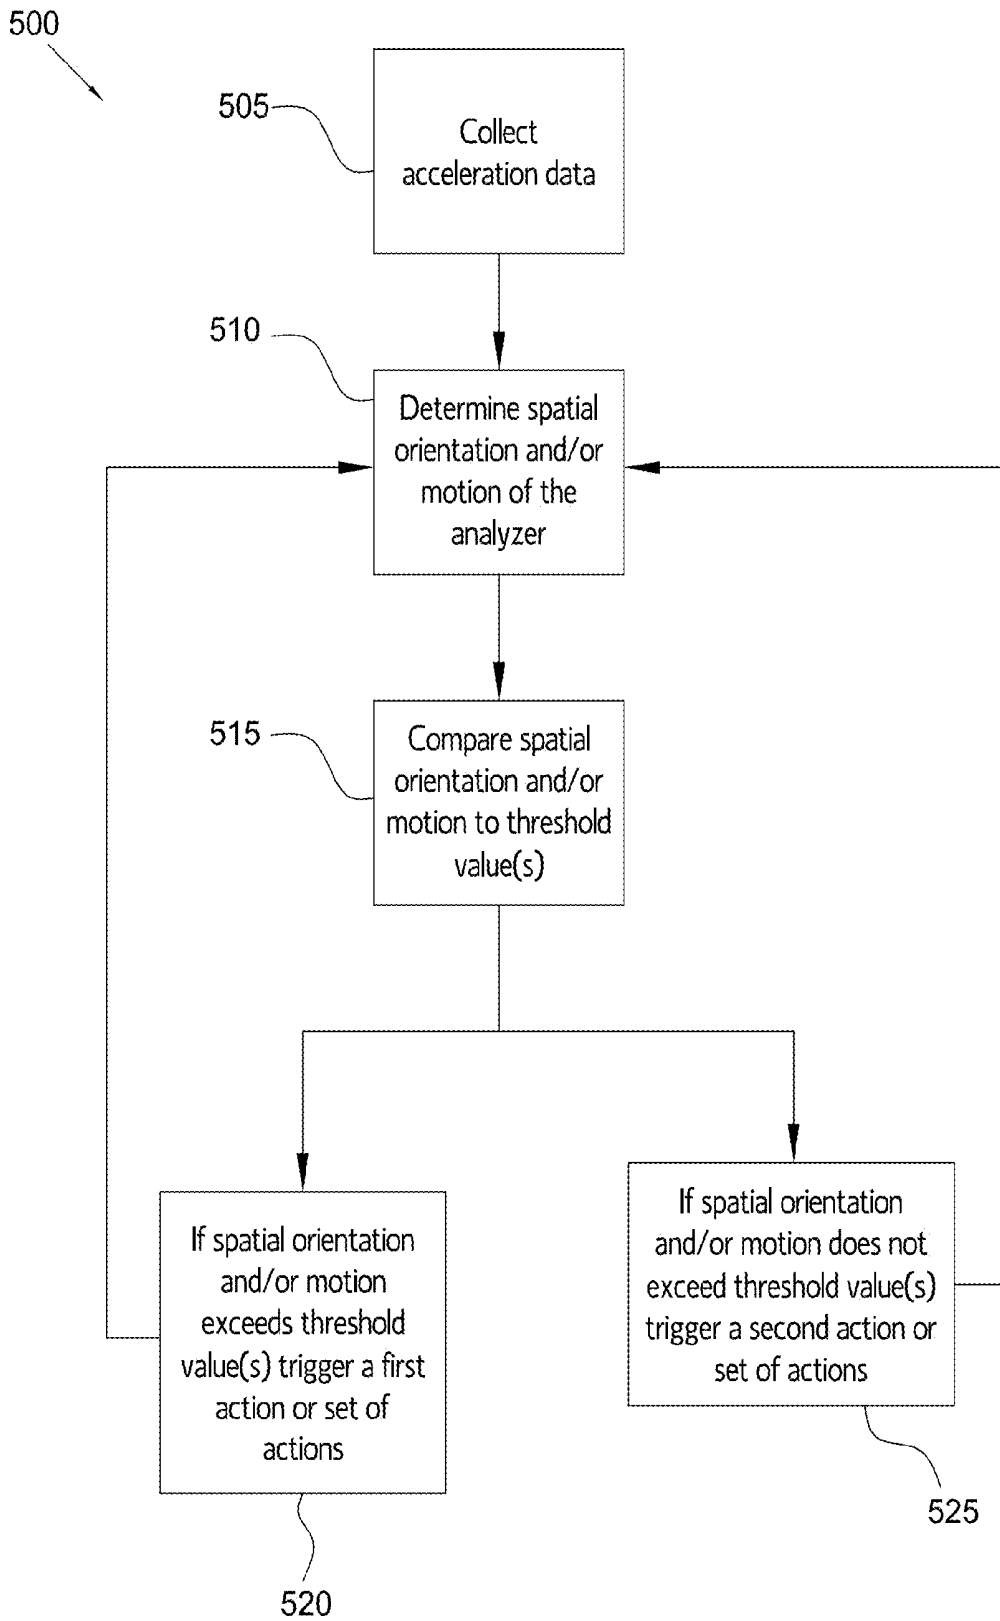 500
505
Collect
acceleration data
510
Determine spatial
orientation and/or
motion of the
analyzer
515
Compare spatial
orientation and/or
motion to threshold
value(s)
If spatial orientation
and/or motion
exceeds threshold
value(s) trigger a first
action or set of
actions
520
If spatial orientation
and/or motion does not
exceed threshold value(s)
trigger a second action or
set of actions
525